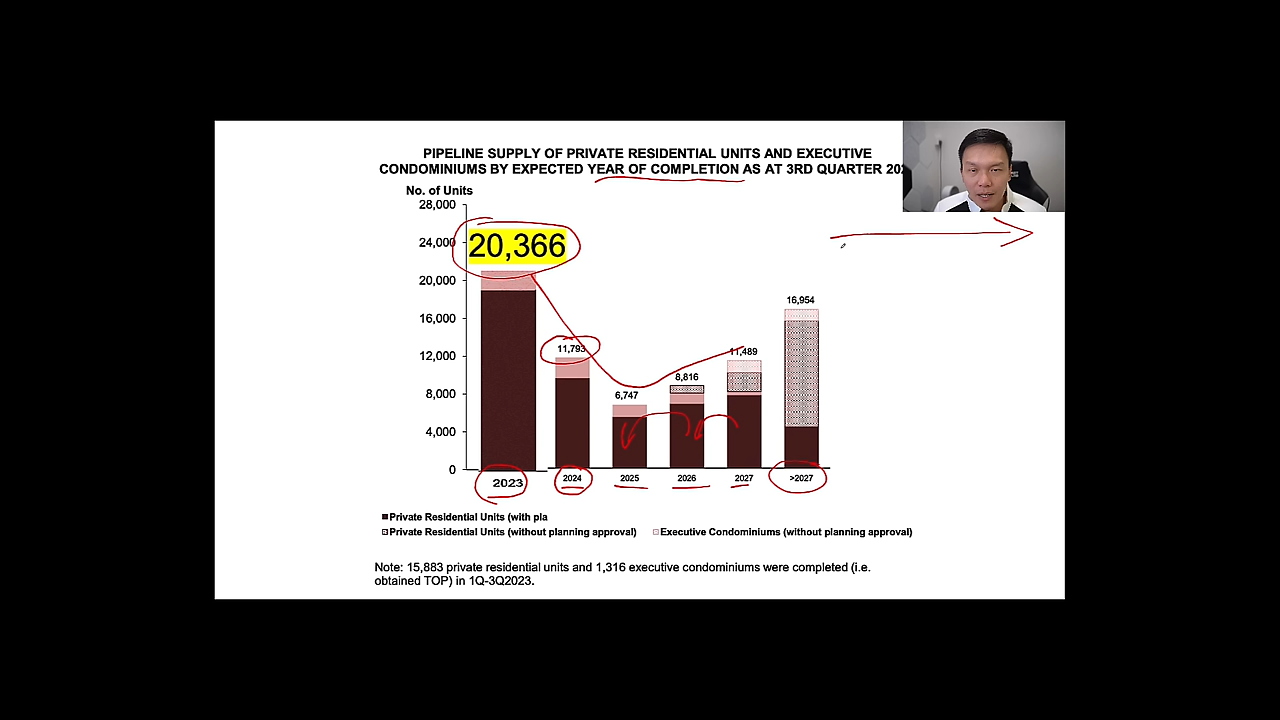 PIPELINE SUPPLY OF PRIVATE RESIDENTIAL UNITS AND EXECUTIVE
CONDOMINIUMS BY EXPECTED YEAR OF COMPLETION AS AT 3RD QUARTER 202
No. of Units
28,000
24,000
20,366
20,000
16,954
16,000
12,000
11,793
11,489
8,816
8,000
6,747
4,000
0
2023 2024 2025 2026 2027 >2027
Private Residential Units (with pla
Private Residential Units (without planning approval) Executive Condominiums (without planning approval)
Note: 15,883 private residential units and 1,316 executive condominiums were completed (i.e.
obtained TOP) in 1Q-3Q2023.